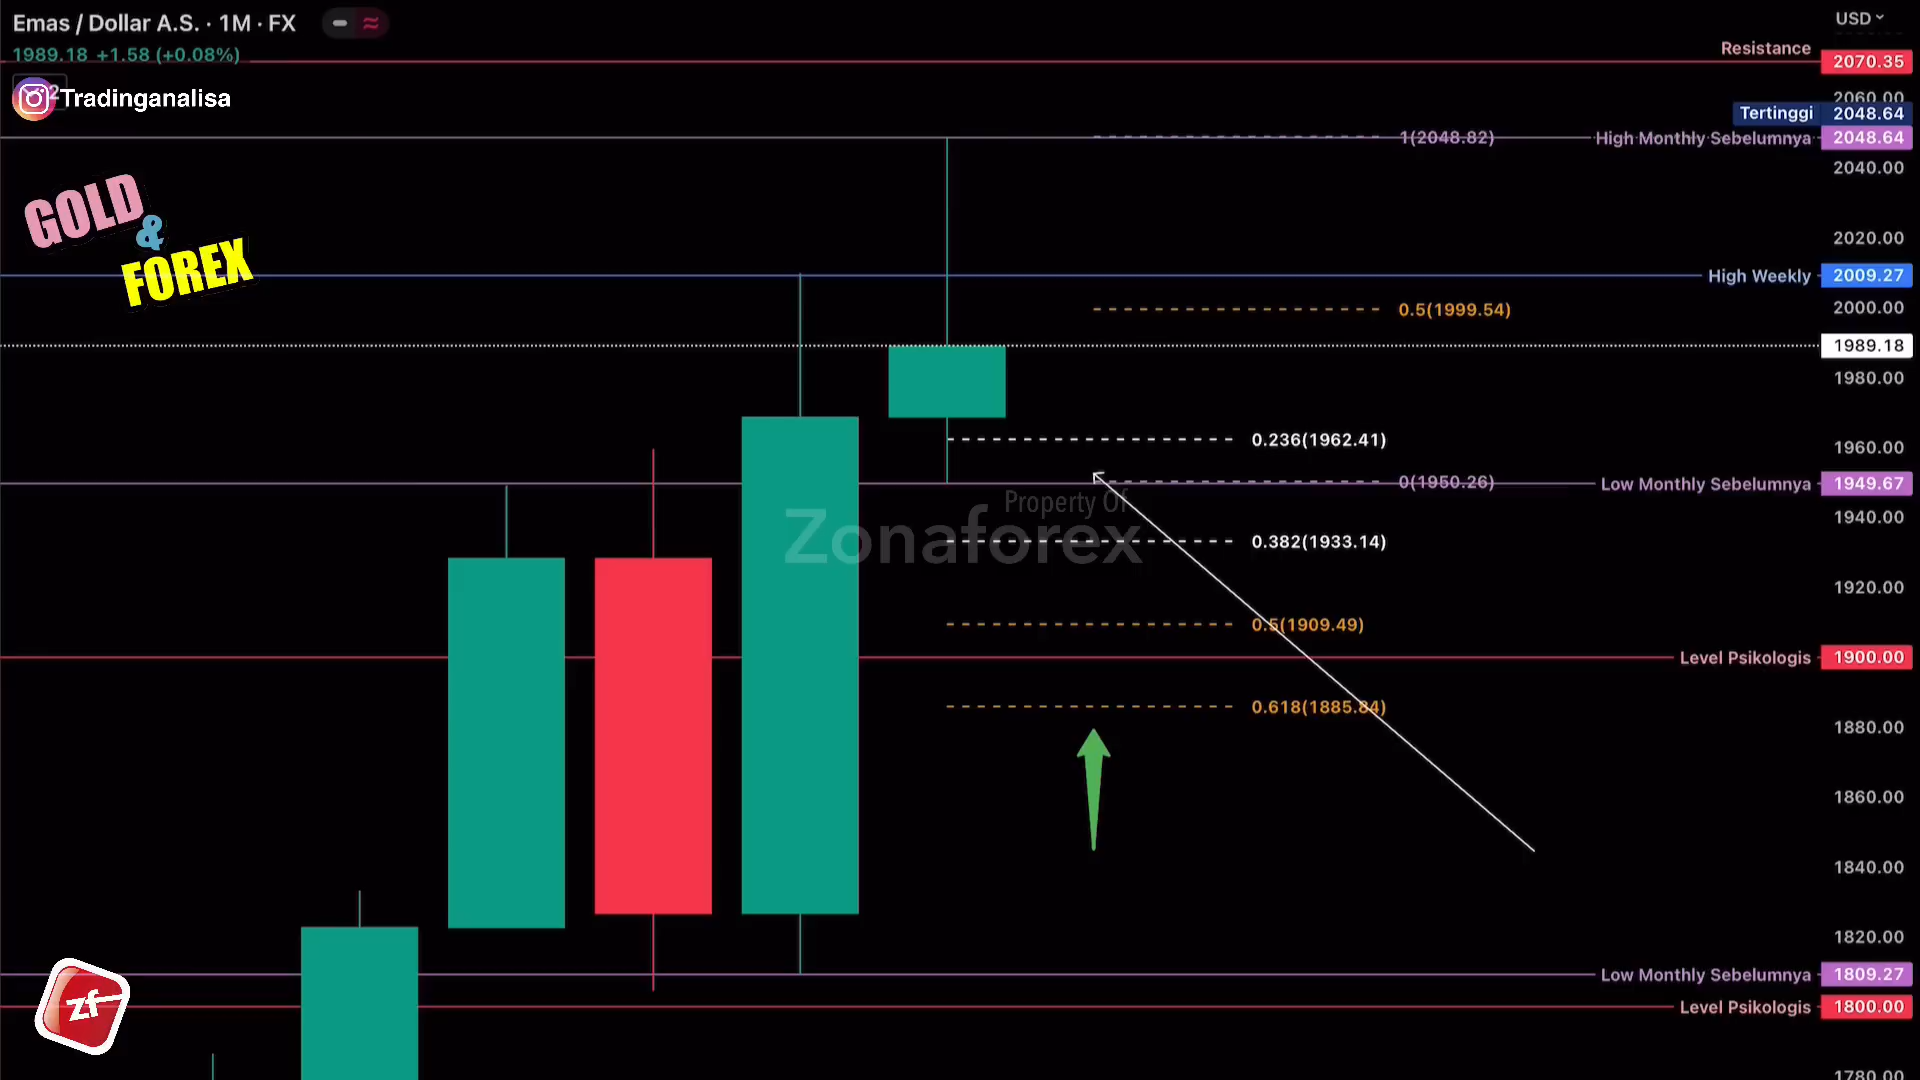 Emas / Dollar A.S. · 1M · FX
USD
1989.18 +1.58 (+0.08%)
Resistance 2070.35
Tradinganalisa
2060.00
Tertinggi 2048.64
1(2048.82) High Monthly Sebelumnya 2048.64
2040.00
GOLD
&
FOREX
2020.00
High Weekly 2009.27
2000.00
0.5(1999.54)
1989.18
1980.00
0.236(1962.41)
1960.00
0(1950.26) Low Monthly Sebelumnya 1949.67
Property Of
Zonaforex
1940.00
0.382(1933.14)
1920.00
0.5(1909.49)
Level Psikologis 1900.00
0.618(1885.84)
1880.00
1860.00
1840.00
1820.00
Low Monthly Sebelumnya 1809.27
zf
Level Psikologis 1800.00
1780.00